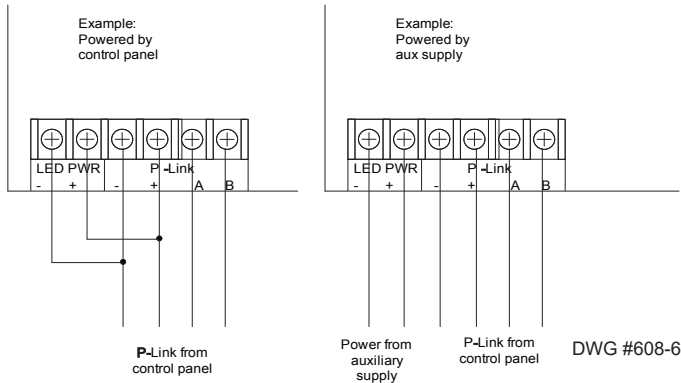 Example:
Powered by
control panel
LED PWR P -Link
- + - + A B
P-Link from
control panel
Example:
Powered by
aux supply
LED PWR P -Link
- + - + A B
Power from
auxiliary
supply
P-Link from
control panel
DWG #608-6